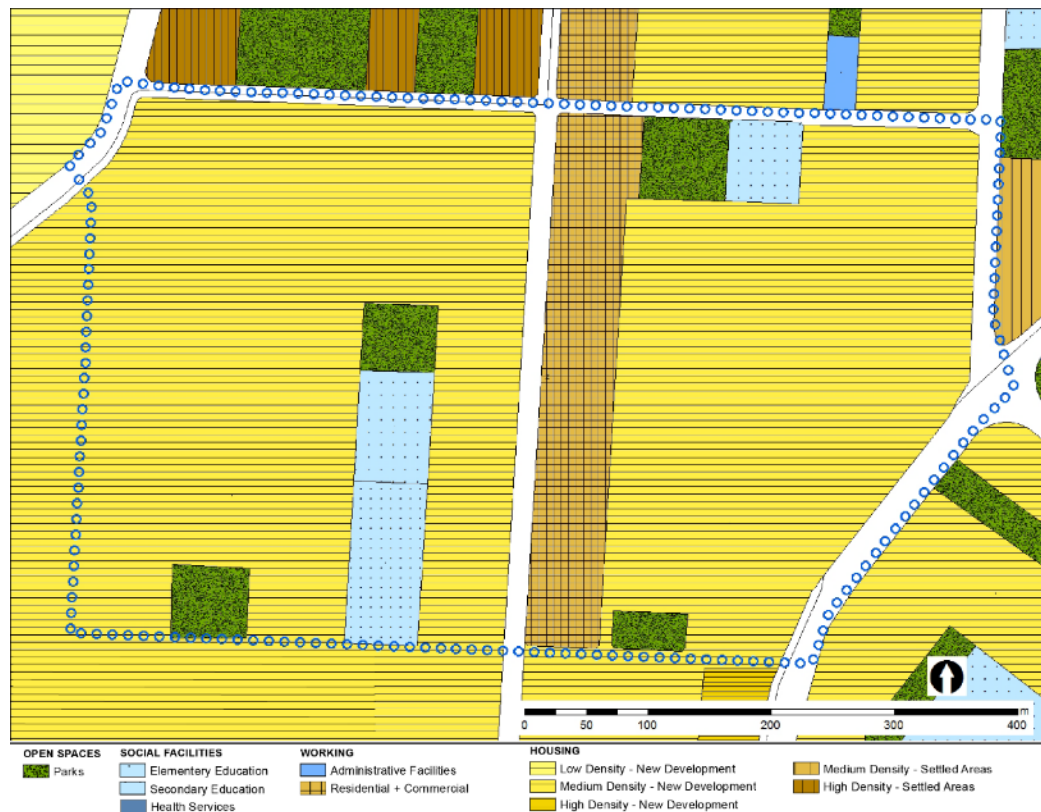 m
0 50 100 200 300 400
OPEN SPACES
Parks
SOCIAL FACILITIES
Elementary Education
Secondary Education
Health Services
WORKING
Administrative Facilities
Residential + Commercial
HOUSING
Low Density - New Development
Medium Density - New Development
High Density - New Development
Medium Density - Settled Areas
High Density - Settled Areas